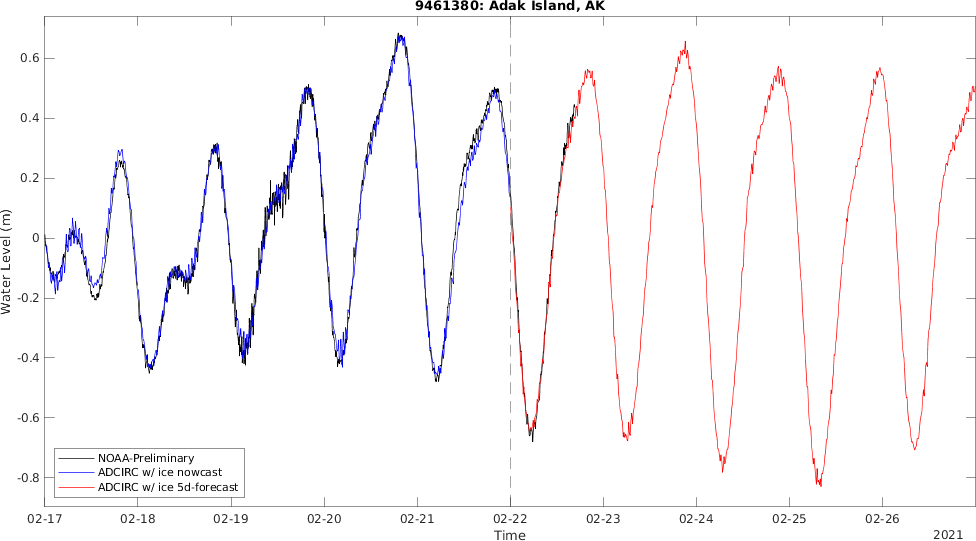 9461380: Adak Island, AK
0.6
0.4
0.2
0
-0.2
-0.4
-0.6
-0.8
Water Level (m)
NOAA-Preliminary
ADCIRC w/ ice nowcast
ADCIRC w/ ice 5d-forecast
02-17 02-18 02-19 02-20 02-21 02-22 02-23 02-24 02-25 02-26
Time
2021